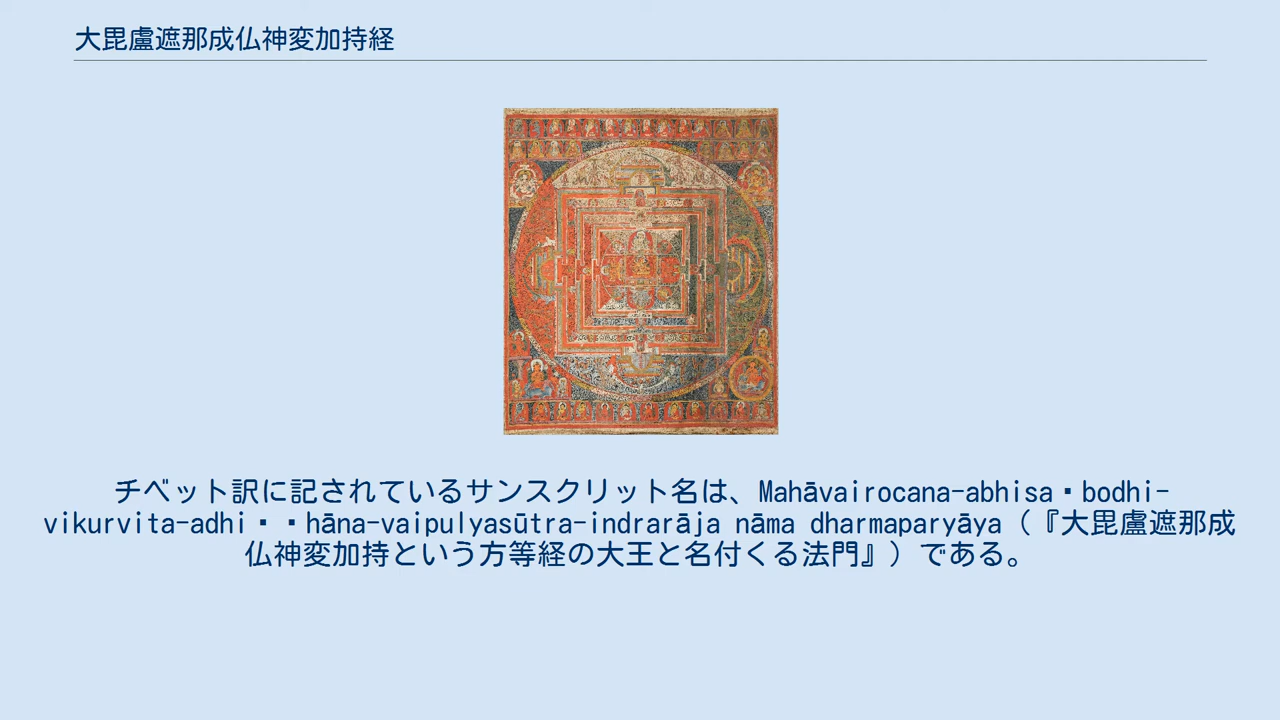 大毘盧遮那成仏神変加持経
チベット訳に記されているサンスクリット名は、Mahāvairocana-abhisa▪bodhi-
vikurvita-adhi▪▪hāna-vaipulyasūtra-indrarāja nāma dharmaparyāya（『大毘盧遮那成
仏神変加持という方等経の大王と名付くる法門』）である。